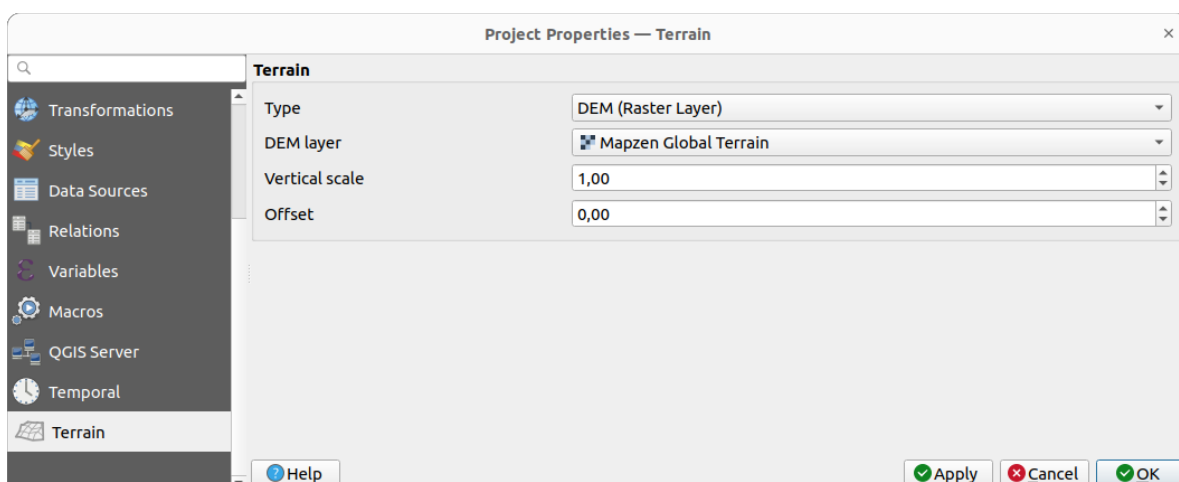 Project Properties — Terrain
Terrain
Transformations
Styles
Data Sources
Relations
Variables
Macros
QGIS Server
Temporal
Terrain
Type
DEM (Raster Layer)
DEM layer
Mapzen Global Terrain
Vertical scale
1,00
Offset
0,00
Help
Apply
Cancel
OK